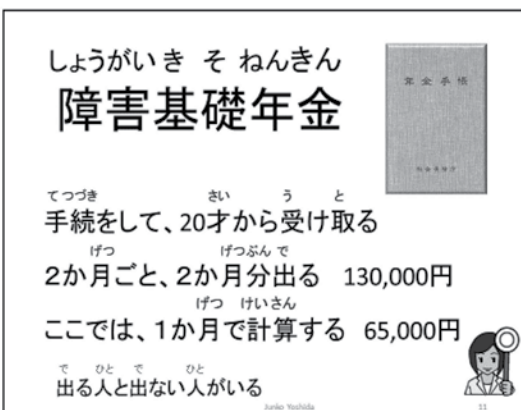 しょうがいきそねんきん
障害基礎年金
年金手帳
てつづき さい う と
手続をして、20才から受け取る
げつ げつぶん で
2か月ごと、2か月分出る 130,000円
げつ けいさん
ここでは、1か月で計算する 65,000円
で ひと で ひと
出る人と出ない人がいる
Junko Yoshida
11